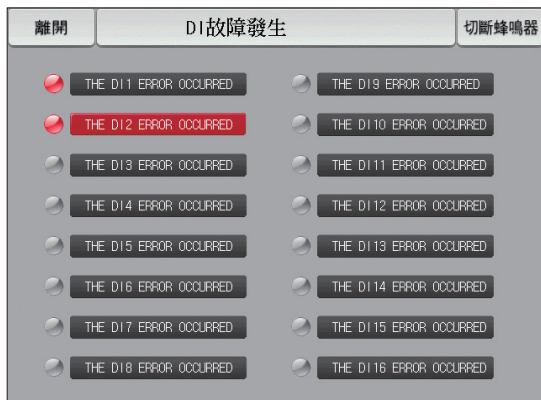 離開
DI故障發生
切斷蜂鳴器
THE DI1 ERROR OCCURRED
THE DI2 ERROR OCCURRED
THE DI3 ERROR OCCURRED
THE DI4 ERROR OCCURRED
THE DI5 ERROR OCCURRED
THE DI6 ERROR OCCURRED
THE DI7 ERROR OCCURRED
THE DI8 ERROR OCCURRED
THE DI9 ERROR OCCURRED
THE DI10 ERROR OCCURRED
THE DI11 ERROR OCCURRED
THE DI12 ERROR OCCURRED
THE DI13 ERROR OCCURRED
THE DI14 ERROR OCCURRED
THE DI15 ERROR OCCURRED
THE DI16 ERROR OCCURRED